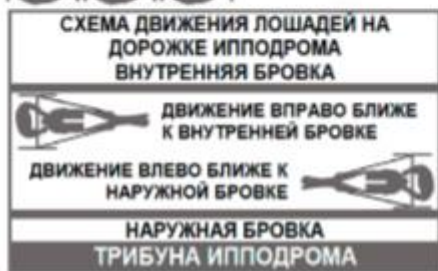 СХЕМА ДВИЖЕНИЯ ЛОШАДЕЙ НА
ДОРОЖКЕ ИППОДРОМА
ВНУТРЕННЯЯ БРОВКА
ДВИЖЕНИЕ ВПРАВО БЛИЖЕ
К ВНУТРЕННЕЙ БРОВКЕ
ДВИЖЕНИЕ ВЛЕВО БЛИЖЕ К
НАРУЖНОЙ БРОВКЕ
НАРУЖНАЯ БРОВКА
ТРИБУНА ИППОДРОМА